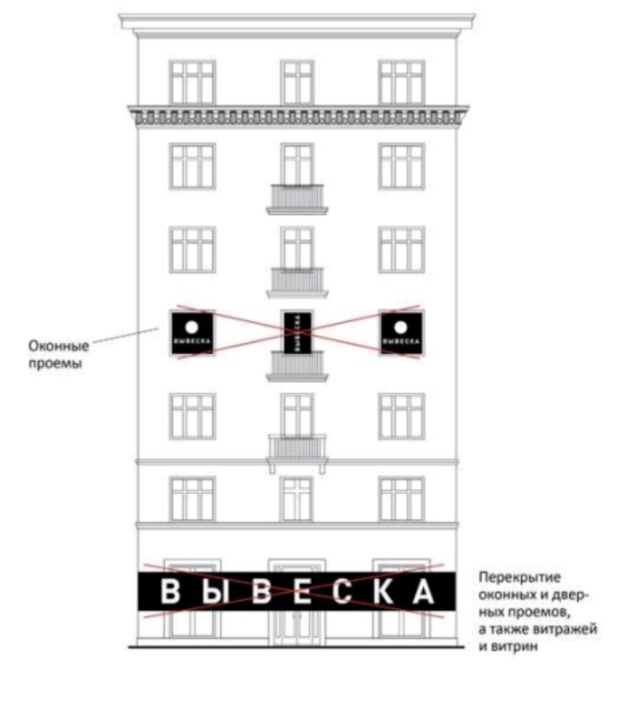 ВЫВЕСКА
ВЫВЕСКА
ВЫВЕСКА
Оконные
проемы
ВЫВЕСКА
Перекрытие
оконных и двер-
ных проемов,
а также витражей
и витрин